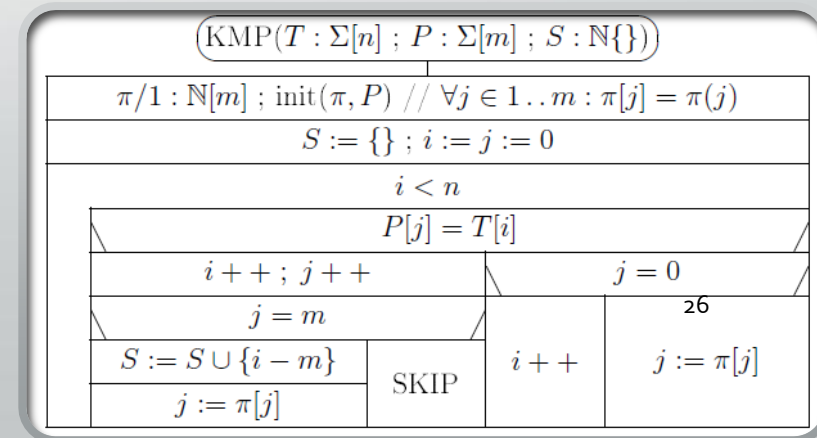 KMP(T : Σ[n] ; P : Σ[m] ; S : ℕ{}))
π/1 : ℕ[m] ; init(π, P) // ∀j ∈ 1 . . m : π[j] = π(j)
S := {} ; i := j := 0
i < n
P[j] = T[i]
i + + ; j + +
j = 0
j = m
26
S := S ∪ {i − m}
SKIP
i + +
j := π[j]
j := π[j]